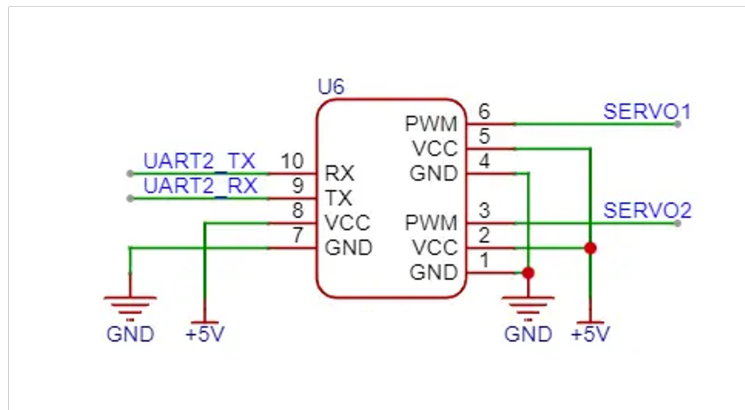 U6
6
PWM
SERVO1
5
VCC
UART2_TX
10
RX
4
GND
UART2_RX
9
TX
8
VCC
3
PWM
SERVO2
7
GND
2
VCC
1
GND
GND
+5V
GND
+5V